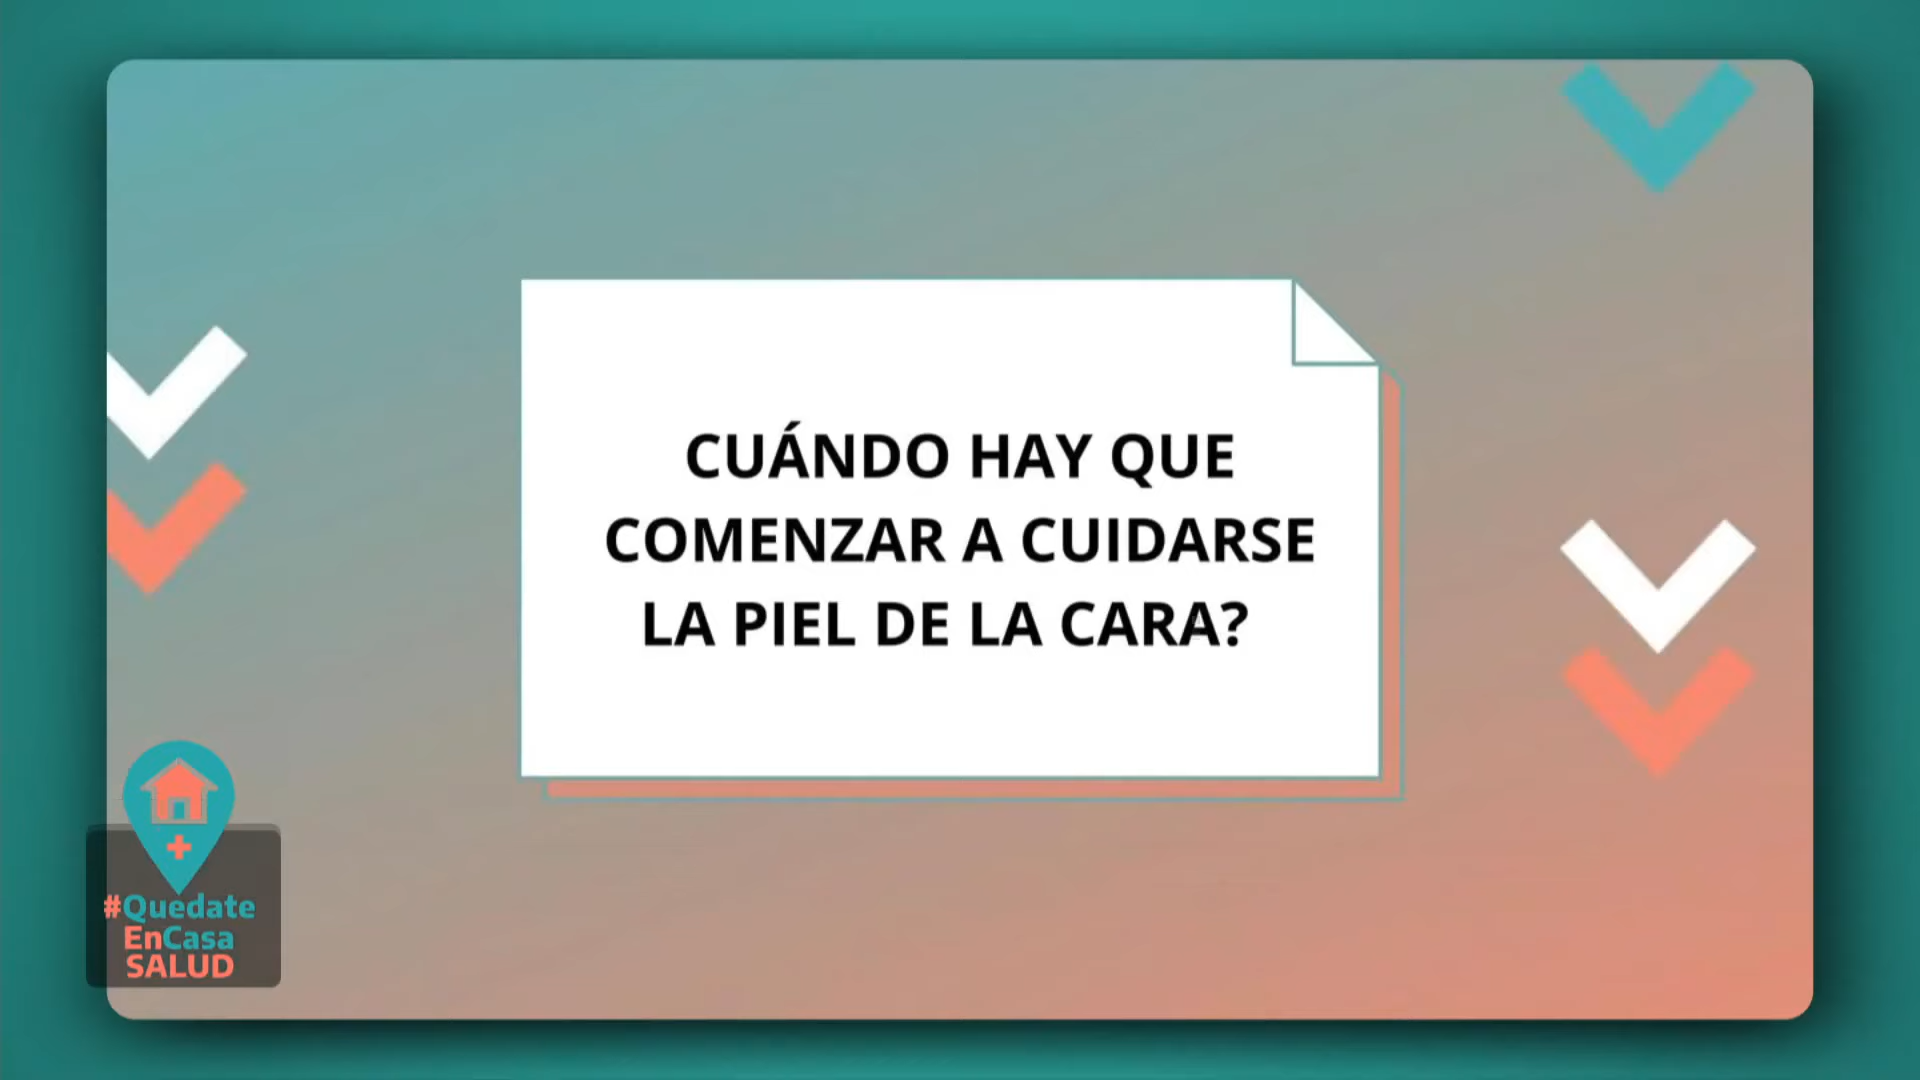 CUÁNDO HAY QUE
COMENZAR A CUIDARSE
LA PIEL DE LA CARA?
#Quedate
EnCasa
SALUD